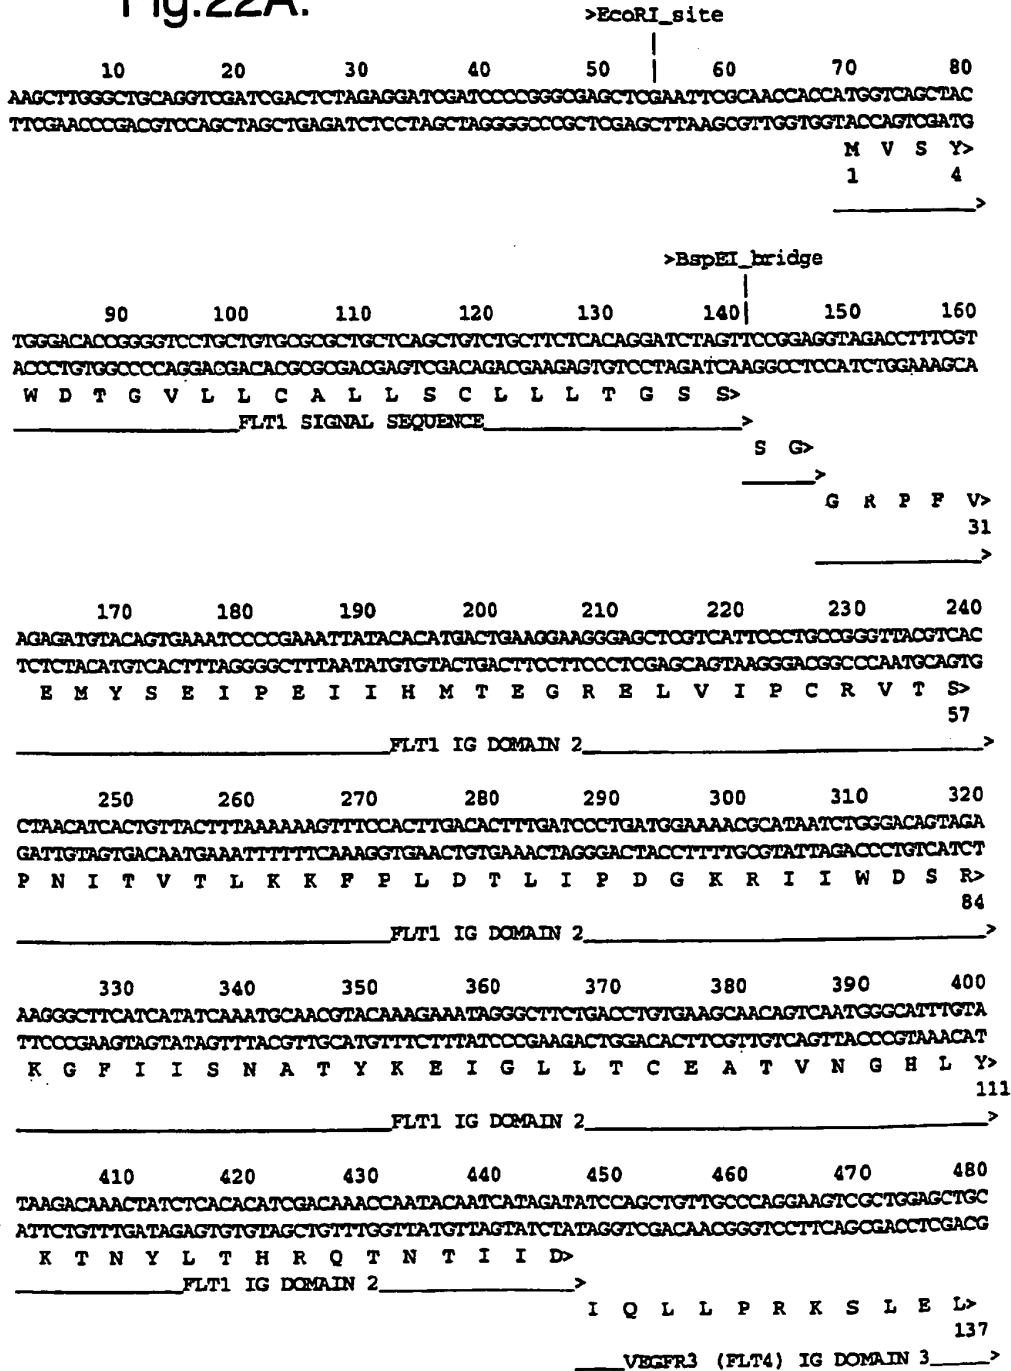 Fig.22A.
>EcoRI_site
10 20 30 40 50 60 70 80
AAGCTTGGGCTGCAGGTCGATCGACTCTAGAGGATCGATCCCCGGGCGAGCTCGAATTCGCAACCACCATGGTCAGCTAC
TTCGAACCCGACGTCCAGCTAGCTGAGATCTCCTAGCTAGGGGCCCGCTCGAGCTTAAGCGTTGGTGGTACCAGTCGATG
M V S Y>
1 4
>
>BspEI_bridge
90 100 110 120 130 140 150 160
TGGGACACCGGGGTCCTGCTGTGCGCGCTGCTCAGCTGTCTGCTTCTCACAGGATCTAGTTCCGGAGGTAGACCTTTCGT
ACCCTGTGGCCCCAGGACGACACGCGCGACGAGTCGACAGACGAAGAGTGTCCTAGATCAAGGCCTCCATCTGGAAAGCA
W D T G V L L C A L L S C L L L T G S S>
FLT1 SIGNAL SEQUENCE >
S G>
>
G R P F V>
31
>
170 180 190 200 210 220 230 240
AGAGATGTACAGTGAAATCCCCGAAATTATACACATGACTGAAGGAAGGGAGCTCGTCATTCCCTGCCGGGTTACGTCAC
TCTCTACATGTCACTTTAGGGGCTTTAATATGTGTACTGACTTCCTTCCCTCGAGCAGTAAGGGACGGCCCAATGCAGTG
E M Y S E I P E I I H M T E G R E L V I P C R V T S>
57
FLT1 IG DOMAIN 2 >
250 260 270 280 290 300 310 320
CTAACATCACTGTTACTTTAAAAAAGTTTCCACTTGACACTTTGATCCCTGATGGAAAACGCATAATCTGGGACAGTAGA
GATTGTAGTGACAATGAAATTTTTTCAAAGGTGAACTGTGAAACTAGGGACTACCTTTTGCGTATTAGACCCTGTCATCT
P N I T V T L K K F P L D T L I P D G K R I I W D S R>
84
FLT1 IG DOMAIN 2 >
330 340 350 360 370 380 390 400
AAGGGCTTCATCATATCAAATGCAACGTACAAAGAAATAGGGCTTCTGACCTGTGAAGCAACAGTCAATGGGCATTTGTA
TTCCCGAAGTAGTATAGTTTACGTTGCATGTTTCTTTATCCCGAAGACTGGACACTTCGTTGTCAGTTACCCGTAAACAT
K G F I I S N A T Y K E I G L L T C E A T V N G H L Y>
111
FLT1 IG DOMAIN 2 >
410 420 430 440 450 460 470 480
TAAGACAAACTATCTCACACATCGACAAACCAATACAATCATAGATATCCAGCTGTTGCCCAGGAAGTCGCTGGAGCTGC
ATTCTGTTTGATAGAGTGTGTAGCTGTTTGGTTATGTTAGTATCTATAGGTCGACAACGGGTCCTTCAGCGACCTCGACG
K T N Y L T H R Q T N T I I D>
FLT1 IG DOMAIN 2 >
I Q L L P R K S L E L>
137
VEGFR3 (FLT4) IG DOMAIN 3 >